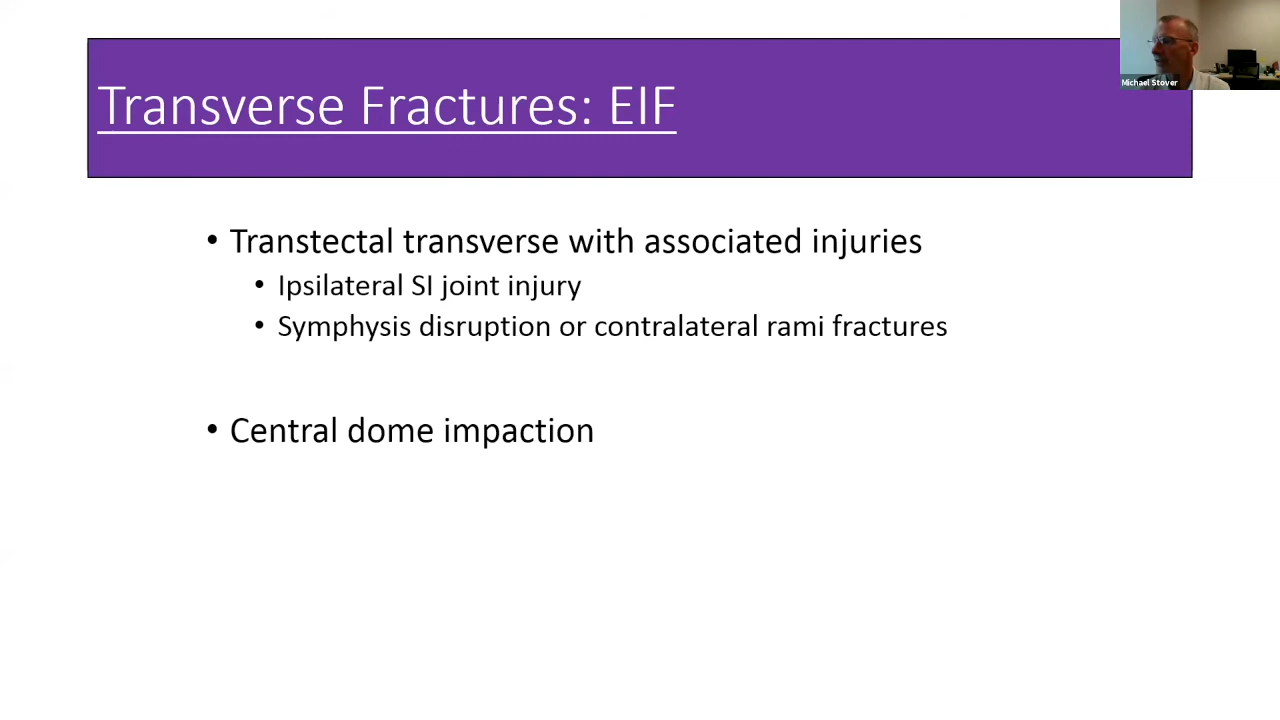 Transverse Fractures: EIF
Michael Stover
• Transtectal transverse with associated injuries
• Ipsilateral SI joint injury
• Symphysis disruption or contralateral rami fractures
• Central dome impaction